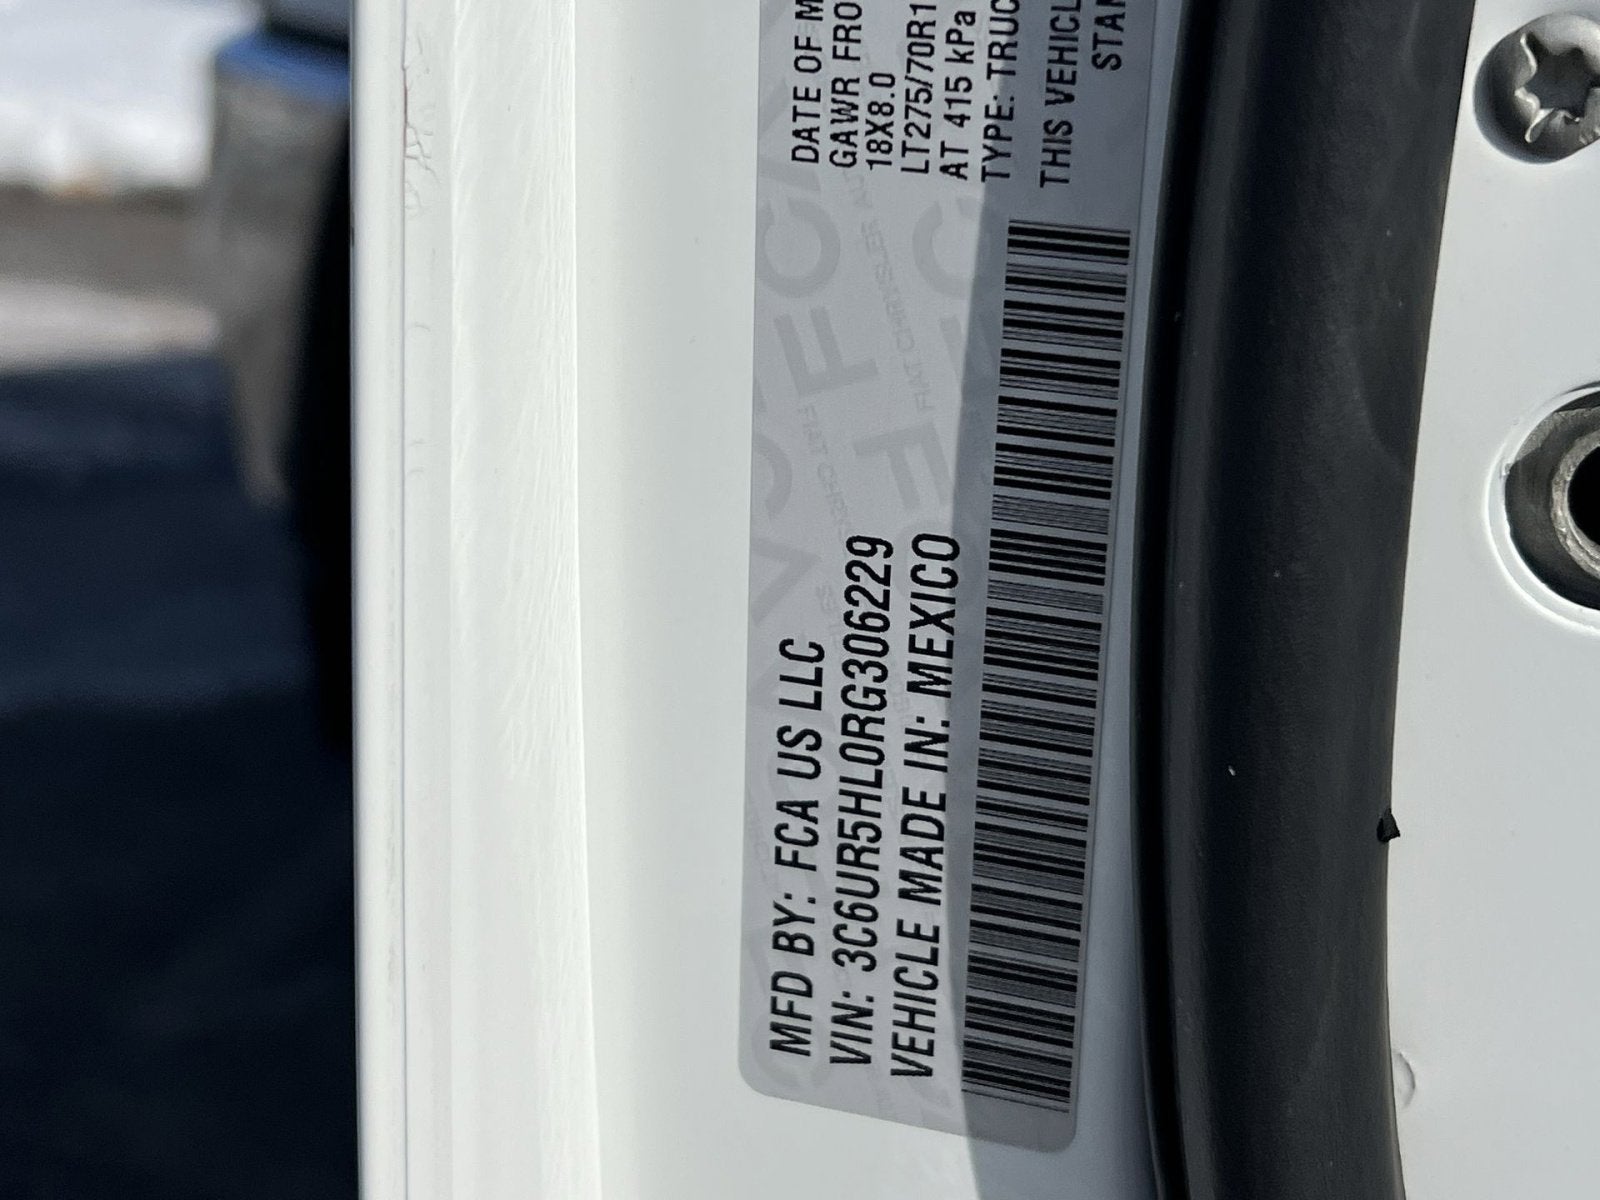 MFD BY: FCA US LLC
VIN: 3C6UR5HL0RG306229
VEHICLE MADE IN: MEXICO
DATE OF M
GAWR FRO
18X8.0
LT275/70R1
AT 415 kPa
TYPE: TRUC
THIS VEHICL
STAN